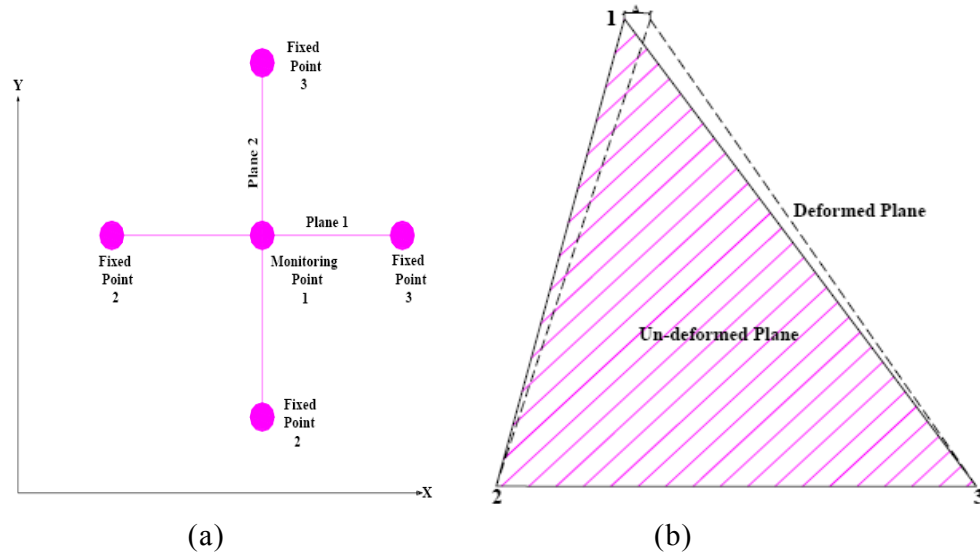 Fixed
Point
3
Y
Plane 2
Plane 1
Fixed
Point
2
Monitoring
Point
1
Fixed
Point
3
Fixed
Point
2
X
(a)
1
Δ
Deformed Plane
Un-deformed Plane
2
3
(b)